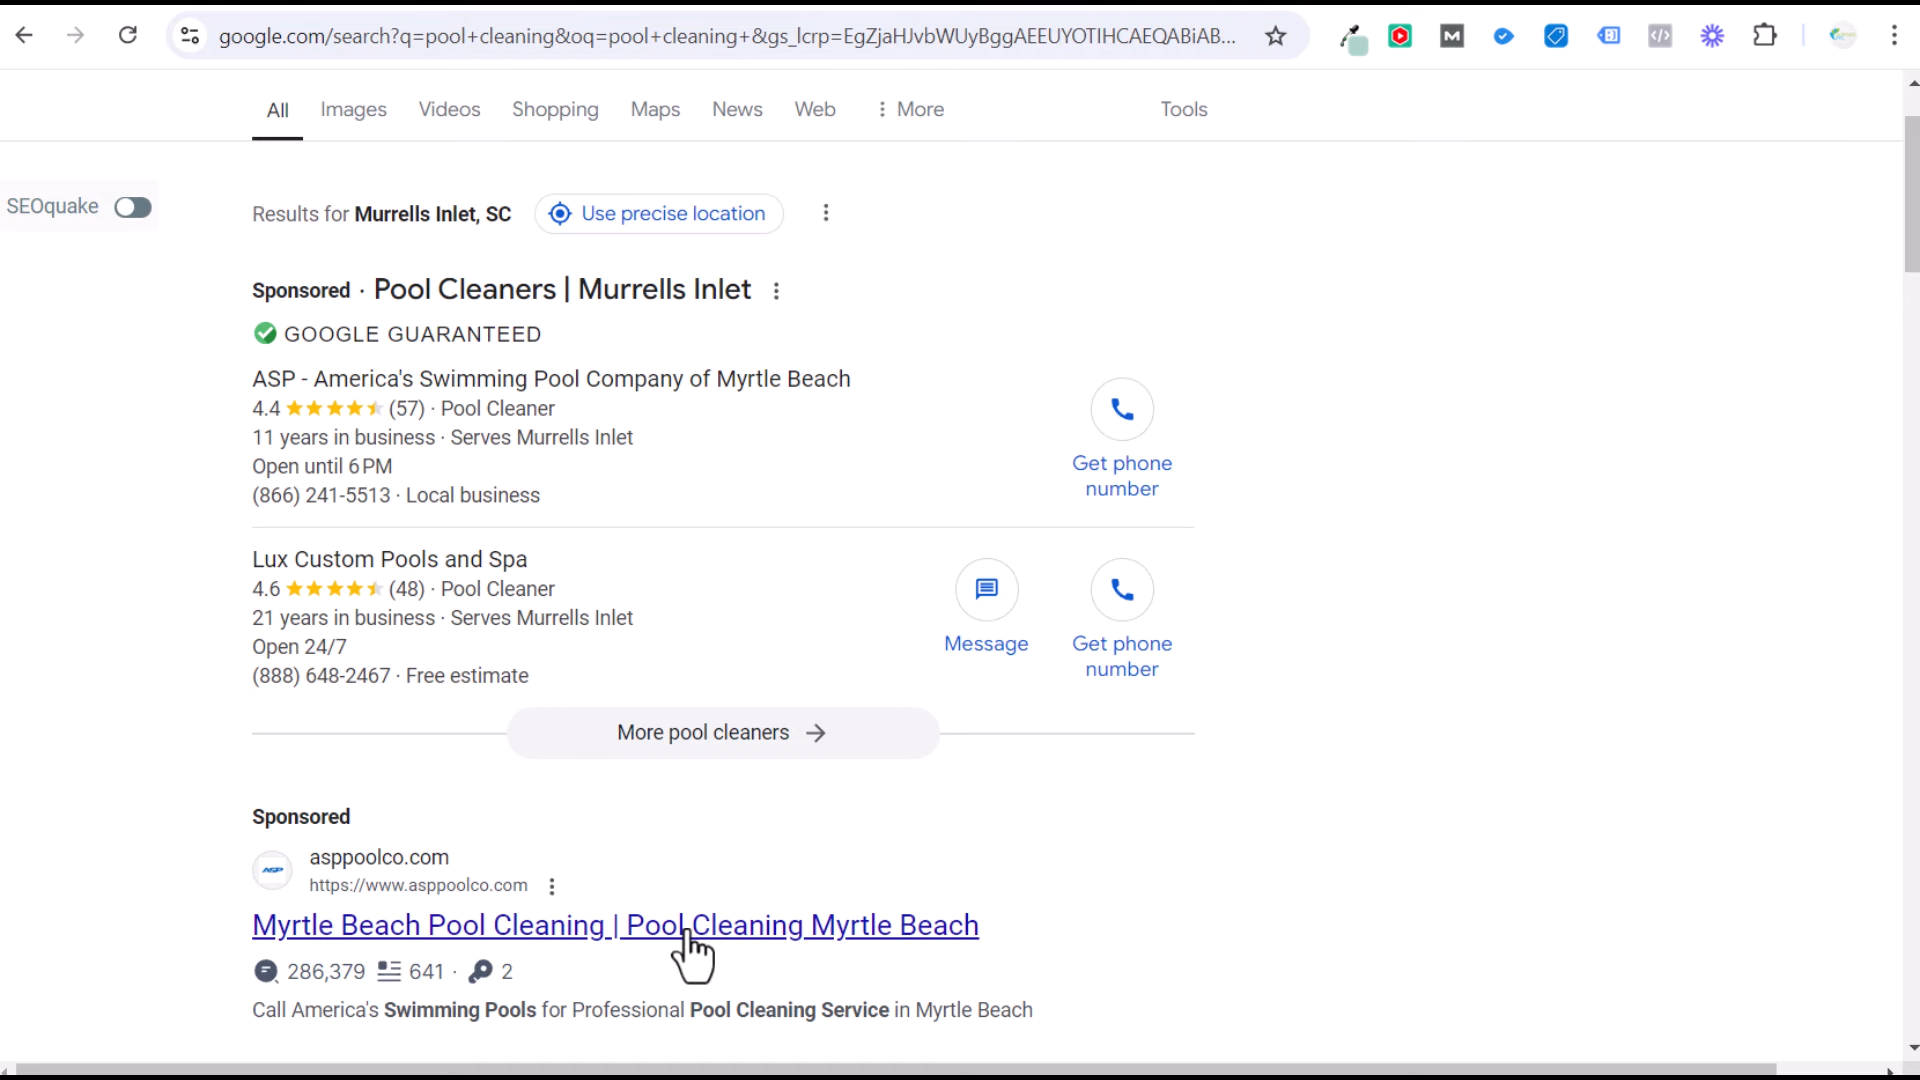 google.com/search?q=pool+cleaning&oq=pool+cleaning+&gs_lcrp=EgZjaHJvbWUyBggAEEUYOTIHCAEQABiAB...
All Images Videos Shopping Maps News Web More Tools
SEOquake
Results for Murrells Inlet, SC Use precise location
Sponsored · Pool Cleaners | Murrells Inlet
GOOGLE GUARANTEED
ASP - America's Swimming Pool Company of Myrtle Beach
4.4 (57) · Pool Cleaner
11 years in business · Serves Murrells Inlet
Open until 6 PM
(866) 241-5513 · Local business
Get phone
number
Lux Custom Pools and Spa
4.6 (48) · Pool Cleaner
21 years in business · Serves Murrells Inlet
Open 24/7
(888) 648-2467 · Free estimate
Message
Get phone
number
More pool cleaners
Sponsored
ASP
asppoolco.com
https://www.asppoolco.com
Myrtle Beach Pool Cleaning | Pool Cleaning Myrtle Beach
286,379 641 · 2
Call America's Swimming Pools for Professional Pool Cleaning Service in Myrtle Beach